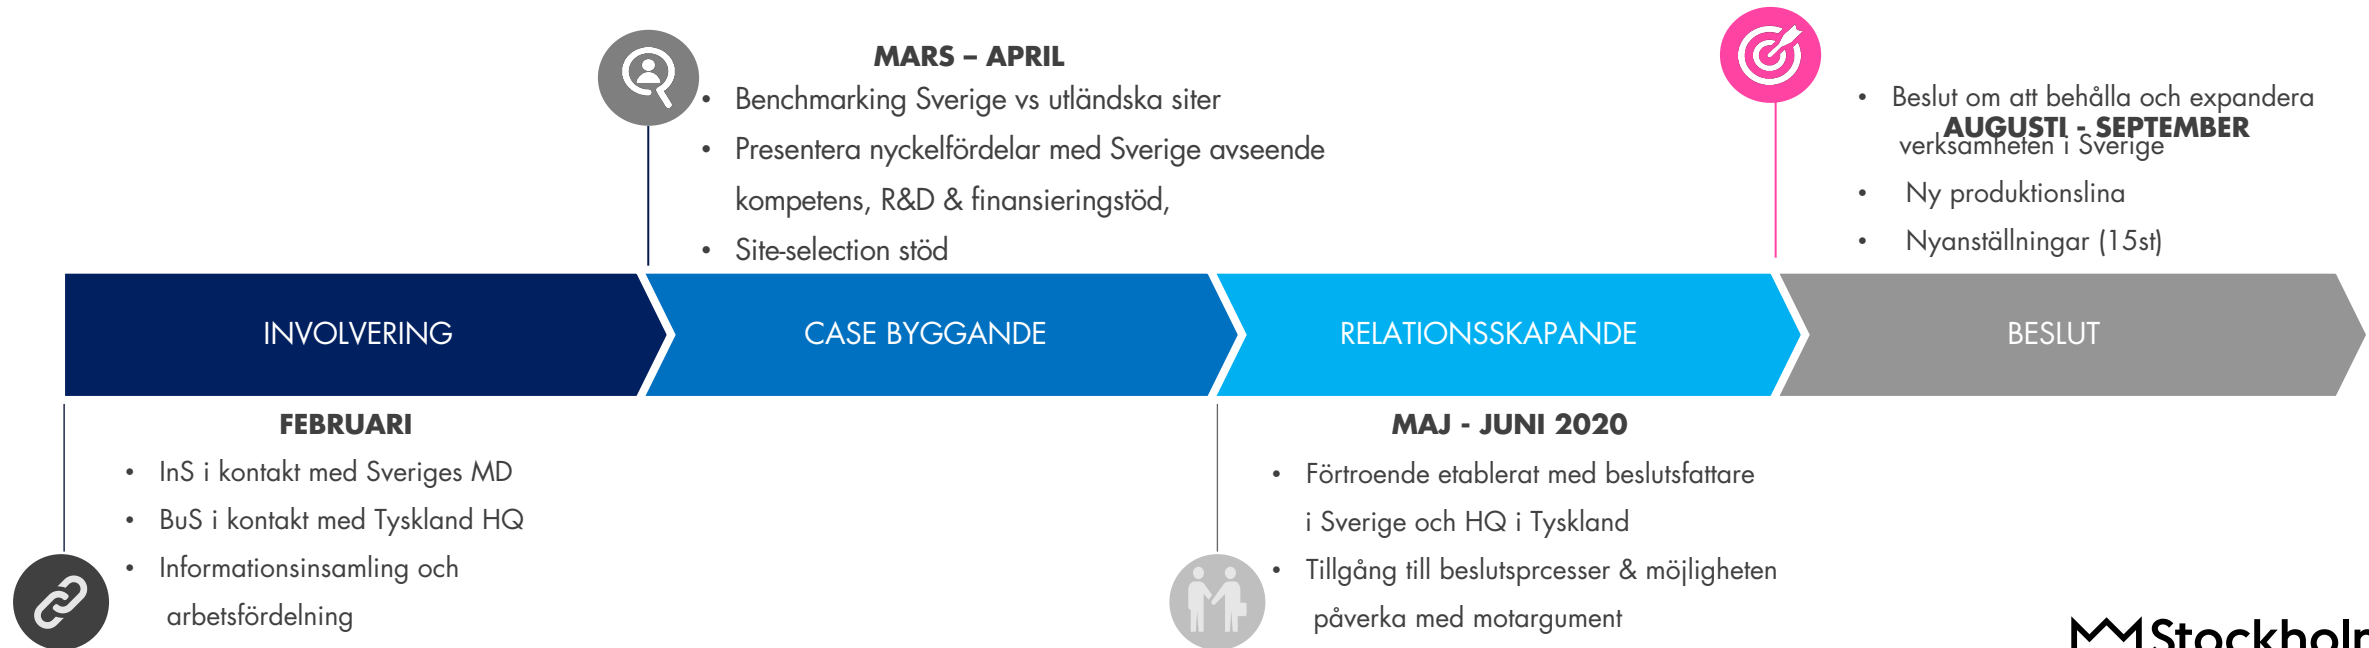 MARS – APRIL
• Benchmarking Sverige vs utländska siter
• Presentera nyckelfördelar med Sverige avseende
kompetens, R&D & finansieringstöd,
• Site-selection stöd
• Beslut om att behålla och expandera
AUGUSTI - SEPTEMBER
verksamheten i Sverige
• Ny produktionslina
• Nyanställningar (15st)
INVOLVERING
CASE BYGGANDE
RELATIONSSKAPANDE
BESLUT
FEBRUARI
• InS i kontakt med Sveriges MD
• BuS i kontakt med Tyskland HQ
• Informationsinsamling och
arbetsfördelning
MAJ - JUNI 2020
• Förtroende etablerat med beslutsfattare
i Sverige och HQ i Tyskland
• Tillgång till beslutsprcesser & möjligheten
påverka med motargument
Stockholm